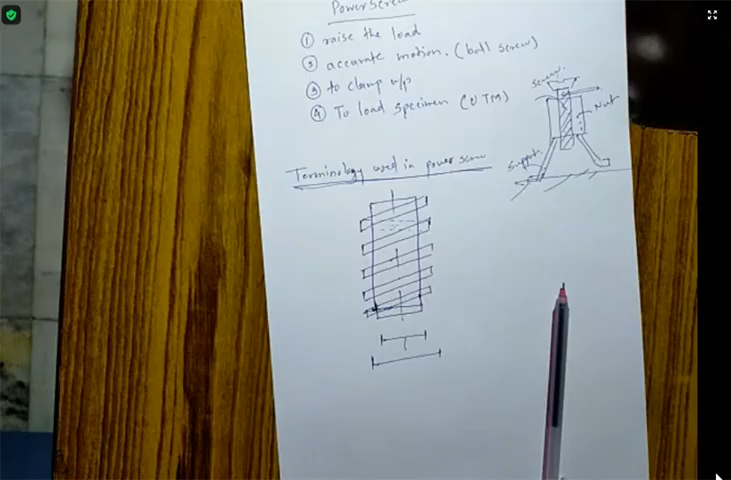 Power Screw
① raise the load
② accurate motion. (ball screw)
③ to clamp w/p
④ To load specimen (UTM)
Screw.
Nut
Support.
Terminology used in power screw